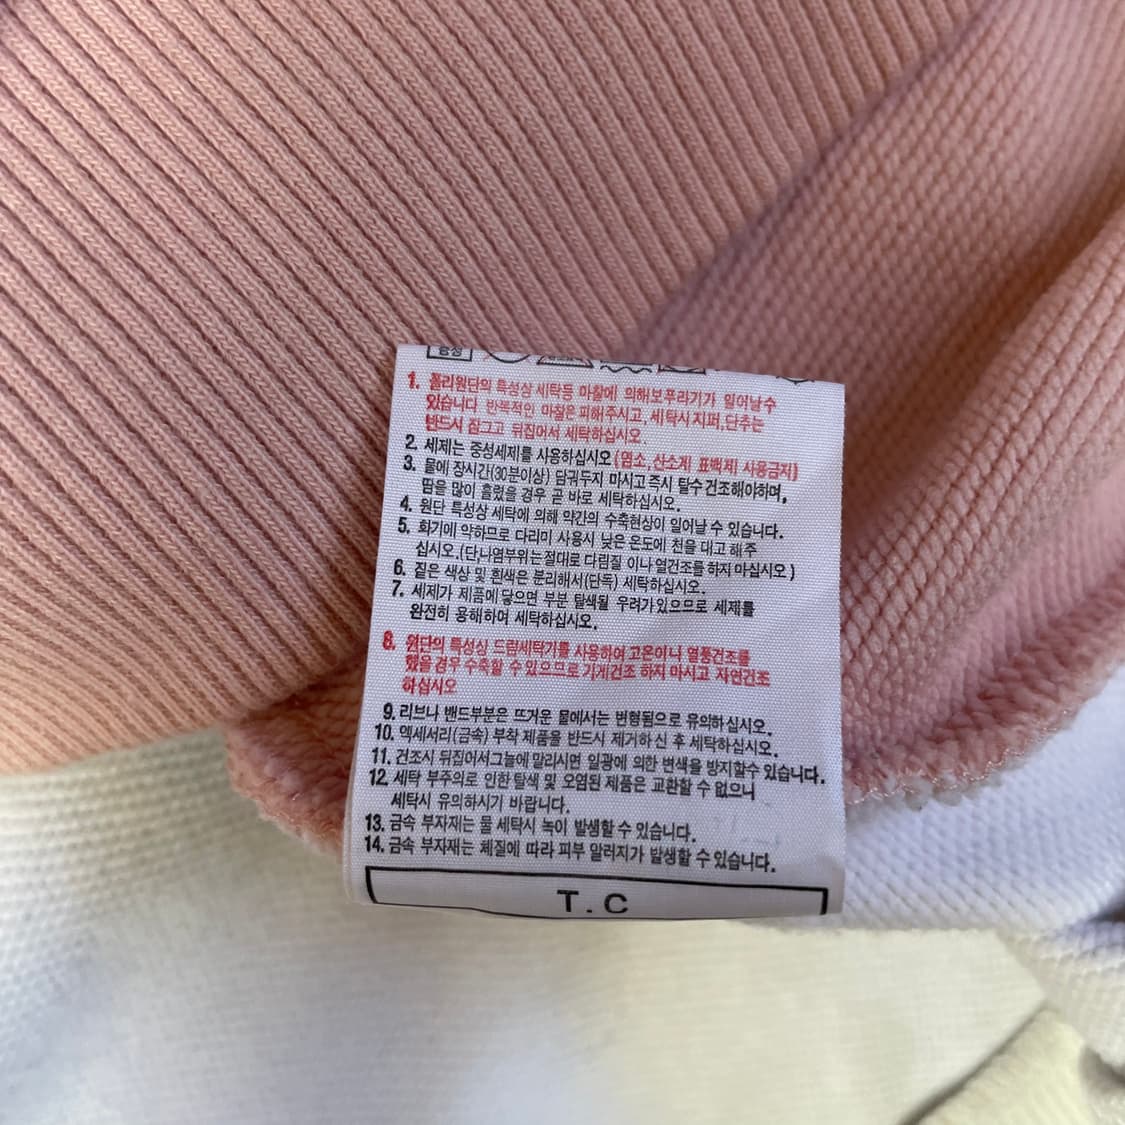 중성
1. 폴리원단의 특성상 세탁등 마찰에 의해보푸라기가 일어날수
있습니다 반복적인 마찰은 피해주시고, 세탁시지퍼,단추는
반드시 잠그고 뒤집어서 세탁하십시오.
2. 세제는 중성세제를 사용하십시오 (염소,산소계 표백제 사용금지)
3. 물에 장시간(30분이상) 담궈두지 마시고 즉시 탈수 건조해야하며,
땀을 많이 흘렸을 경우 곧 바로 세탁하십시오.
4. 원단 특성상 세탁에 의해 약간의 수축현상이 일어날 수 있습니다.
5. 화기에 약하므로 다리미 사용시 낮은 온도에 천을 대고 해주
십시오.(단,나염부위는절대로 다림질 이나 열건조를 하지 마십시오 )
6. 짙은 색상 및 흰색은 분리해서(단독) 세탁하십시오.
7. 세제가 제품에 닿으면 부분 탈색될 우려가있으므로 세제를
완전히 용해하여 세탁하십시오.
8. 원단의 특성상 드럼세탁기를 사용하여 고온이나 열풍건조를
했을 경우 수축할 수 있으므로 기계건조 하지 마시고 자연건조
하십시오
9. 리브나 밴드부분은 뜨거운 물에서는 변형됨으로 유의하십시오.
10. 액세서리(금속) 부착 제품을 반드시 제거하신 후 세탁하십시오.
11. 건조시 뒤집어서그늘에 말리시면 일광에 의한 변색을 방지할수 있습니다.
12. 세탁 부주의로 인한 탈색 및 오염된 제품은 교환할 수 없으니
세탁시 유의하시기 바랍니다.
13. 금속 부자재는 물 세탁시 녹이 발생할 수 있습니다.
14. 금속 부자재는 체질에 따라 피부 알러지가 발생할 수 있습니다.
T.C